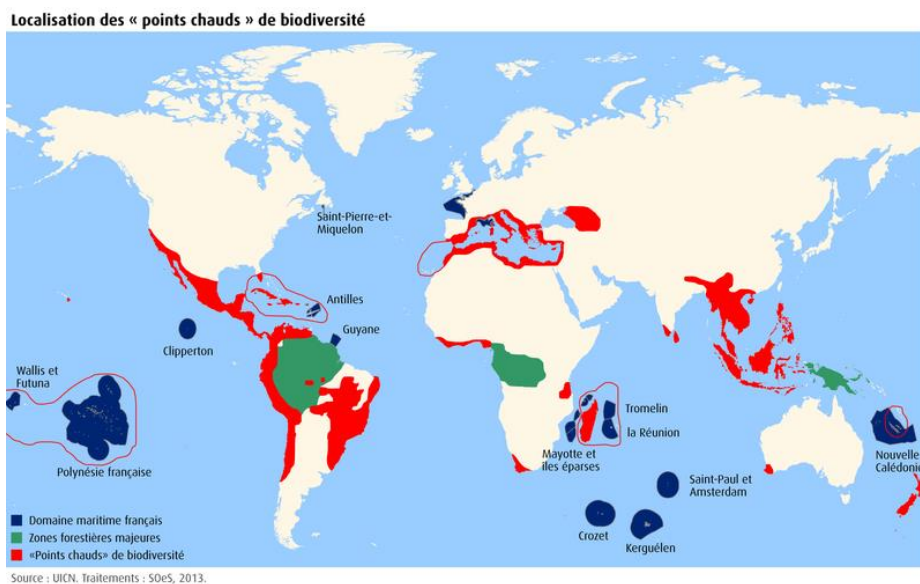 Localisation des « points chauds » de biodiversité
Saint-Pierre-et-
Miquelon
Antilles
Guyane
Clipperton
Wallis et
Futuna
Polynésie française
Tromelin
la Réunion
Mayotte et
îles éparses
Nouvelle
Calédonie
Saint-Paul et
Amsterdam
Crozet
Kerguélen
Domaine maritime français
Zones forestières majeures
«Points chauds» de biodiversité
Source : UICN. Traitements : SOeS, 2013.